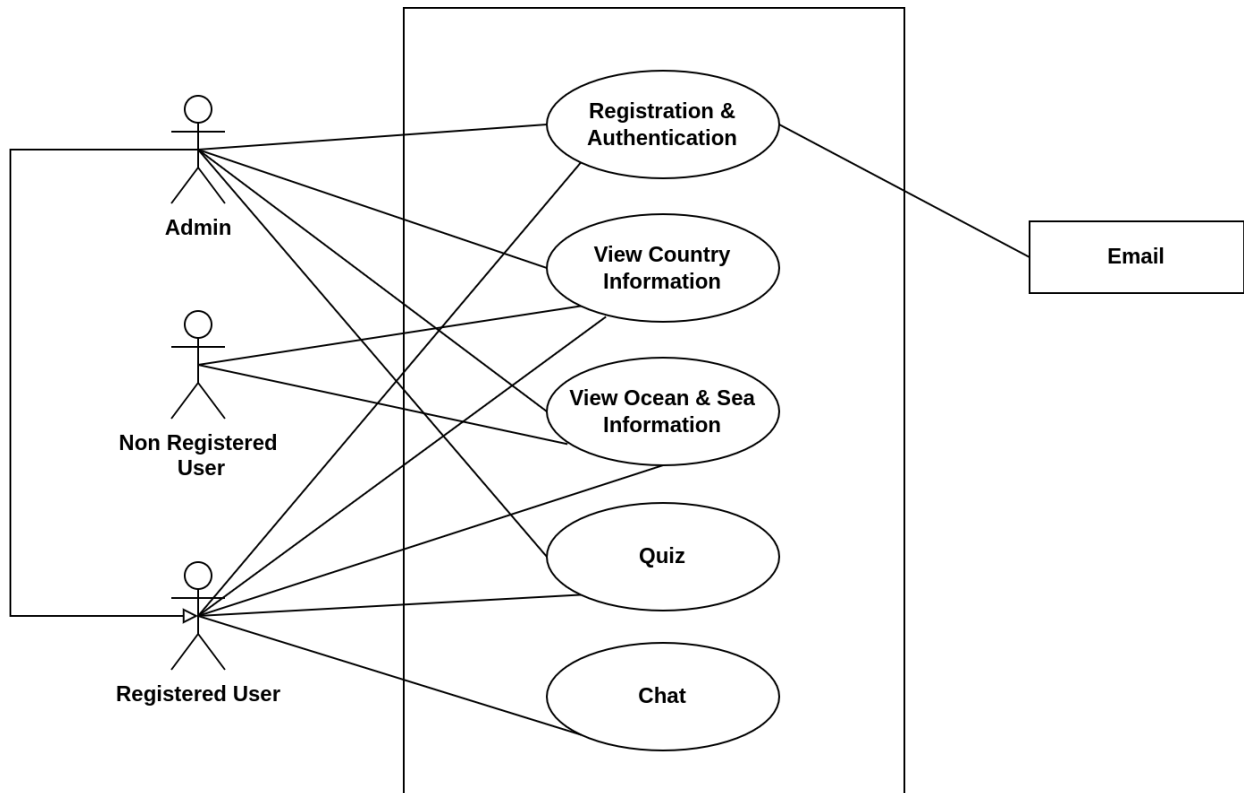 Registration &
Authentication
Admin
View Country
Information
Email
Non Registered
User
View Ocean & Sea
Information
Quiz
Registered User
Chat